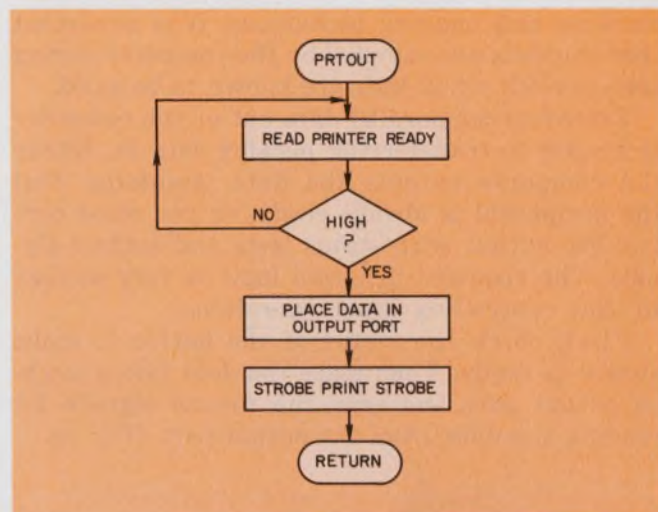 PRTOUT
READ PRINTER READY
HIGH
?
NO
YES
PLACE DATA IN
OUTPUT PORT
STROBE PRINT STROBE
RETURN